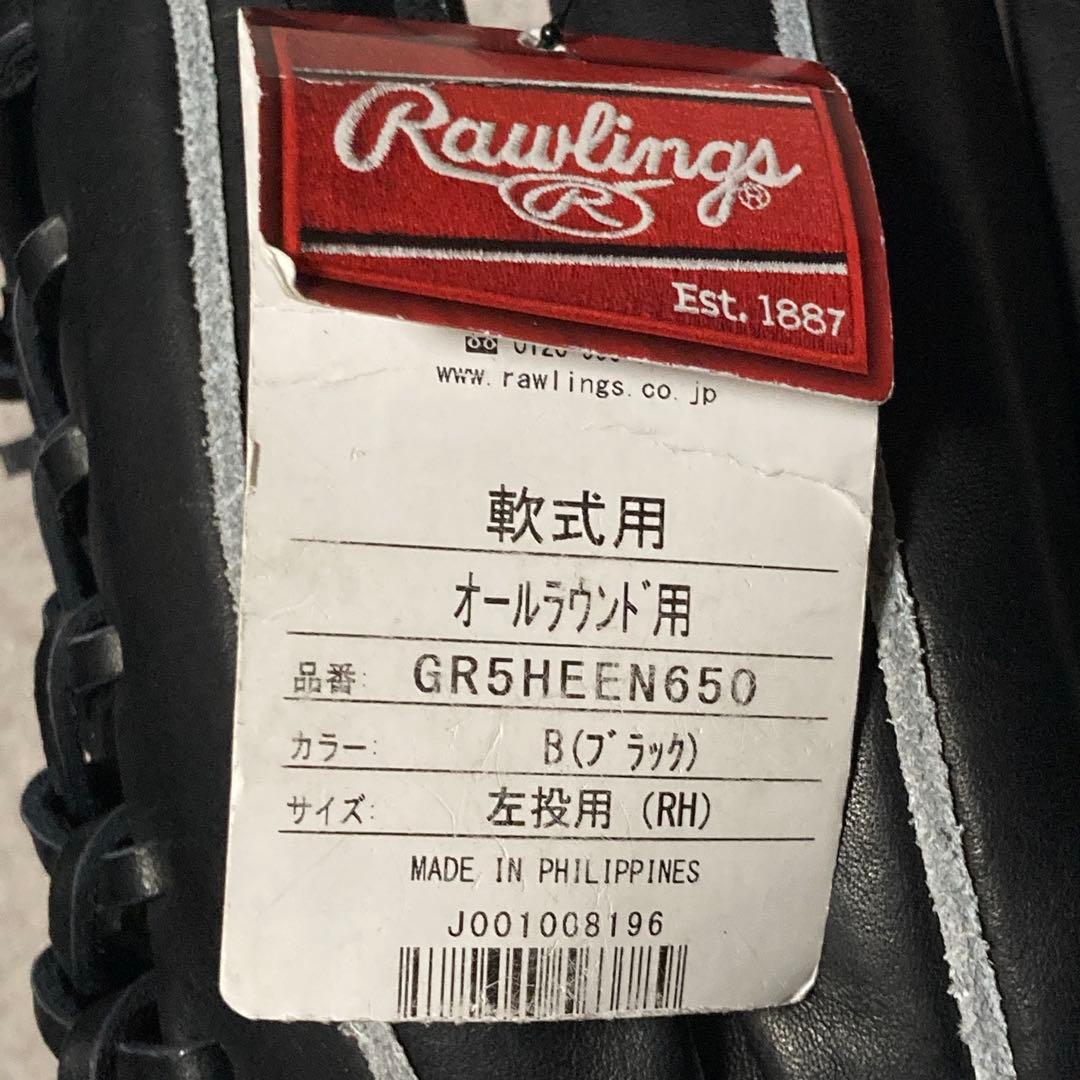 Rawlings
R
Est. 1887
www.rawlings.co.jp
軟式用
オールラウンド用
品番: GR5HEEN650
カラー: B(ブラック)
サイズ: 左投用 (RH)
MADE IN PHILIPPINES
J001008196